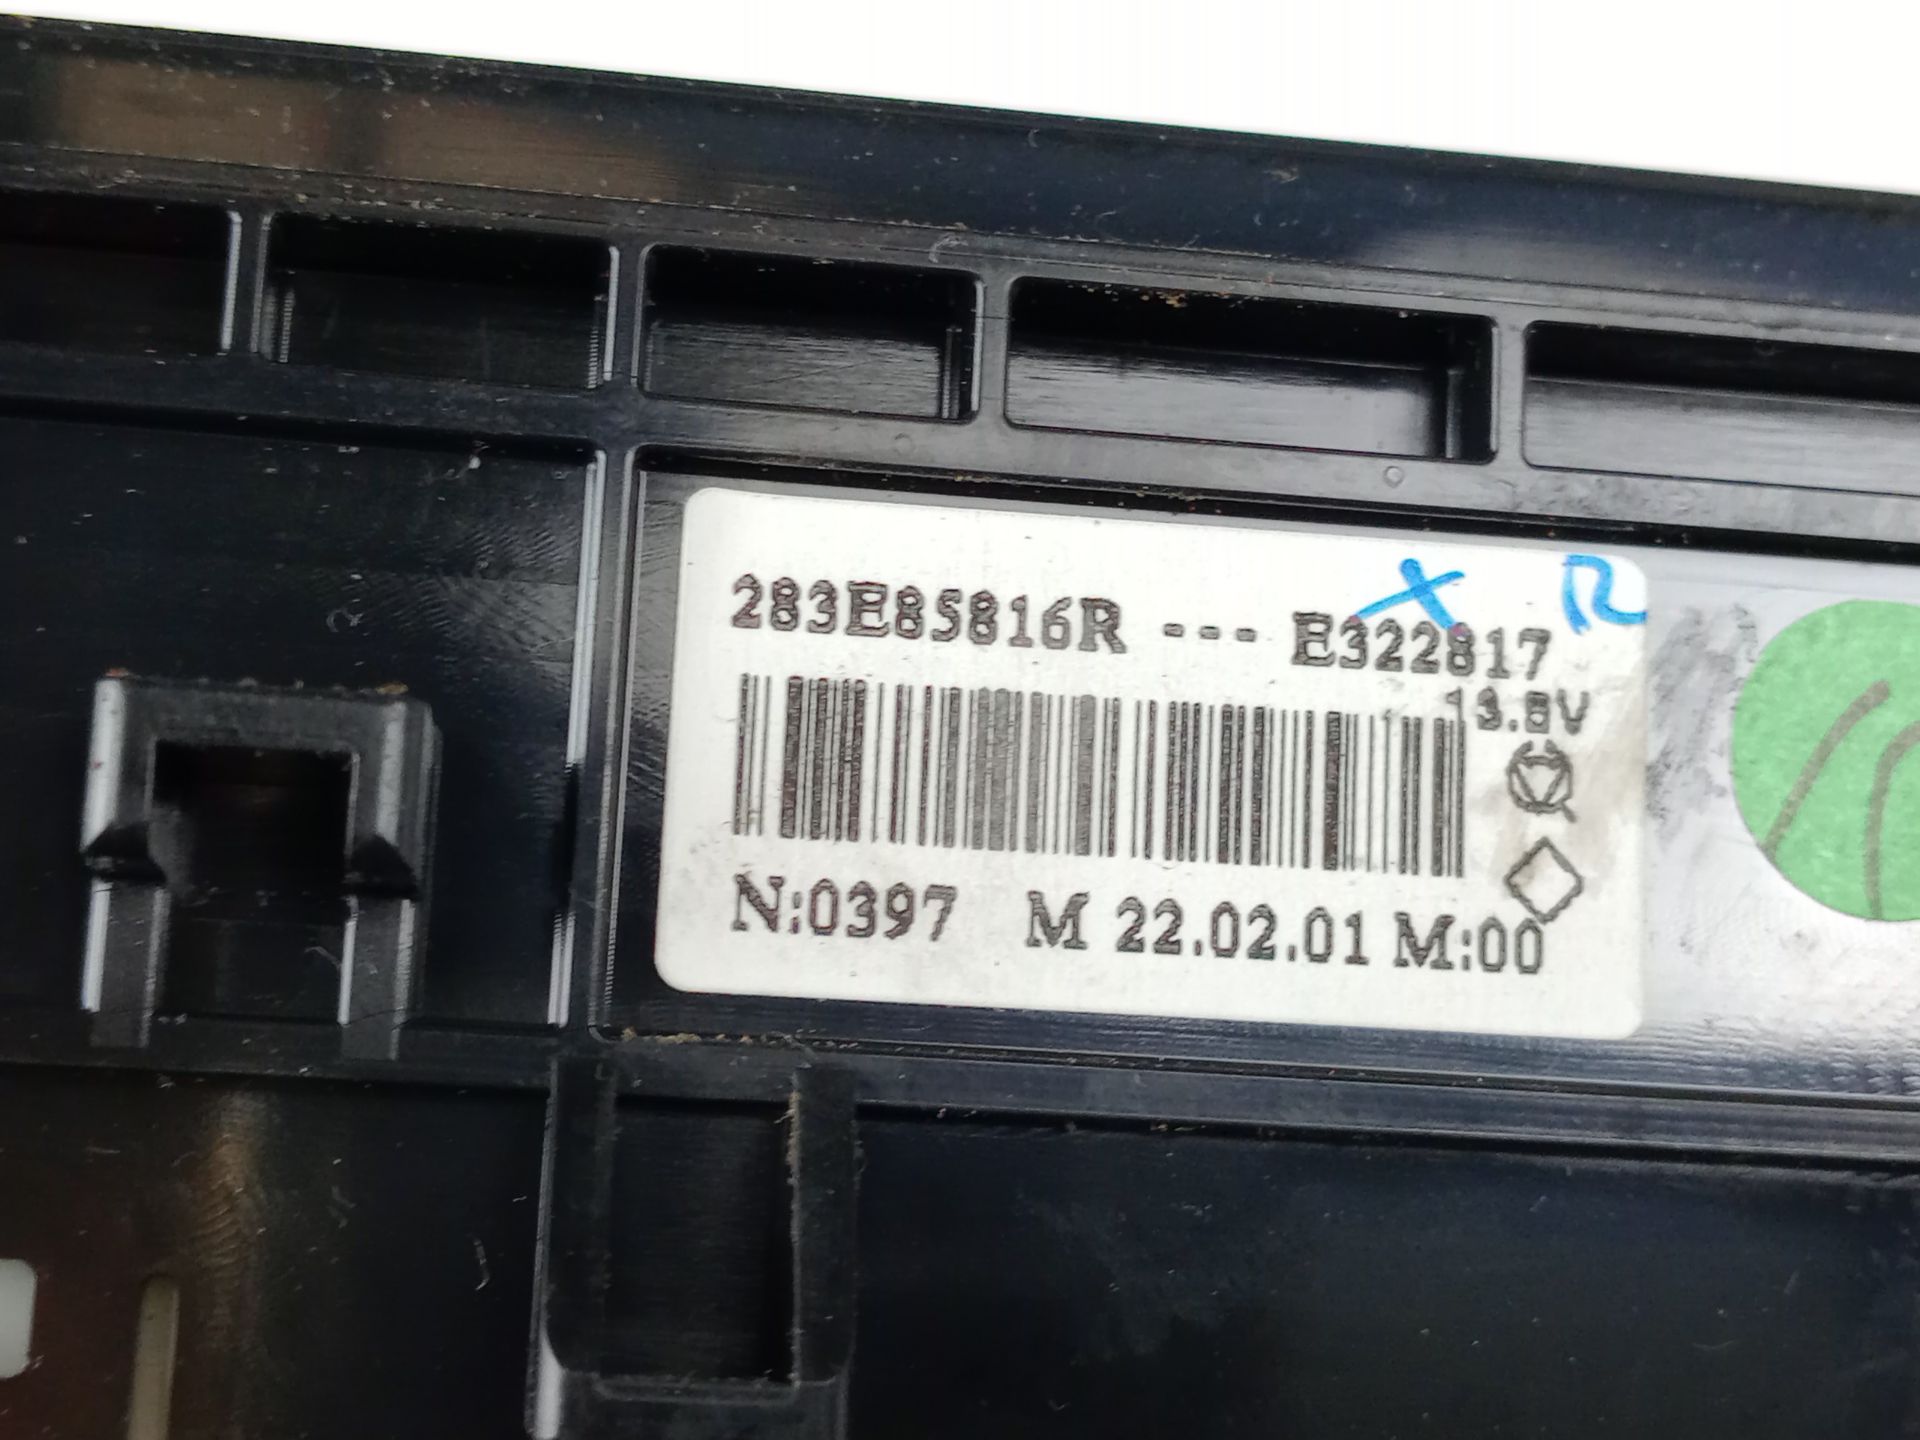 283E85816R --- E322817
13.8V
N:0397 M 22.02.01 M:00
X R